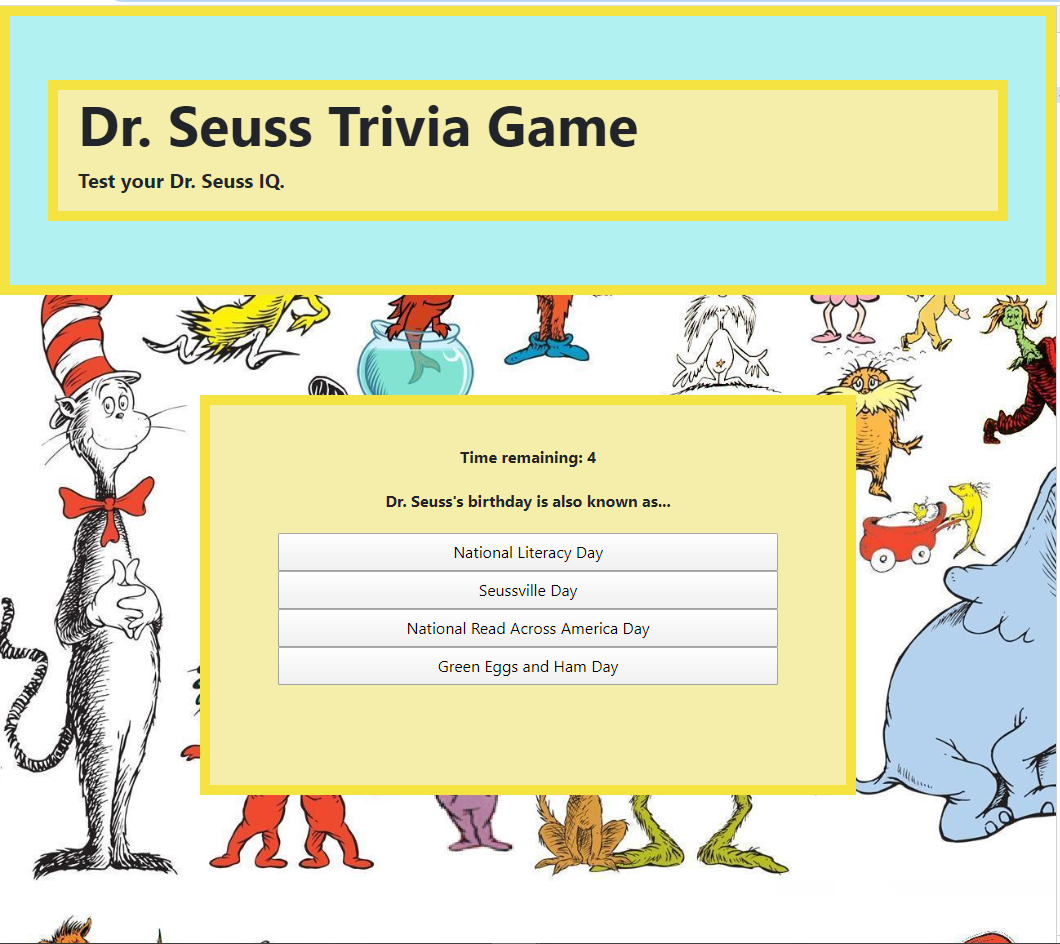 Dr. Seuss Trivia Game
Test your Dr. Seuss IQ.
Time remaining: 4
Dr. Seuss's birthday is also known as...
National Literacy Day
Seussville Day
National Read Across America Day
Green Eggs and Ham Day